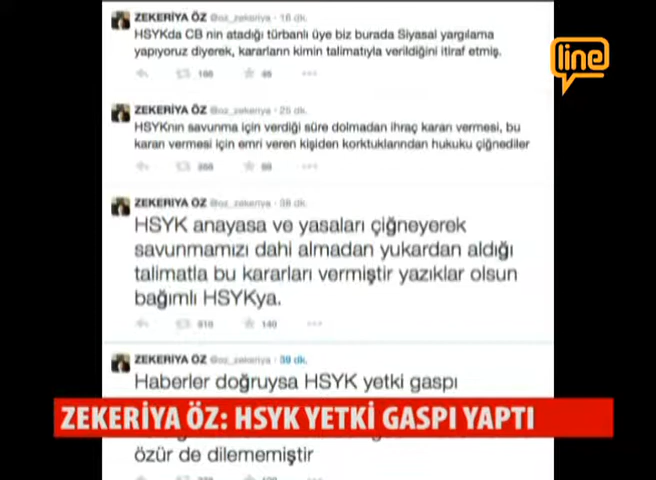 ZEKERİYA ÖZ @oz_zekeriya · 16 dk.
HSYKda CB nin atadığı türbanlı üye biz burada Siyasal yargılama
yapıyoruz diyerek, kararların kimin talimatıyla verildiğini itiraf etmiş.
line
ZEKERİYA ÖZ @oz_zekeriya · 25 dk.
HSYKnın savunma için verdiği süre dolmadan ihraç kararı vermesi, bu
kararı vermesi için emri veren kişiden korktuklarından hukuku çiğnediler
ZEKERİYA ÖZ @oz_zekeriya · 38 dk.
HSYK anayasa ve yasaları çiğneyerek
savunmamızı dahi almadan yukardan aldığı
talimatla bu kararları vermiştir yazıklar olsun
bağımlı HSYKya.
310 140
ZEKERİYA ÖZ @oz_zekeriya · 39 dk.
Haberler doğruysa HSYK yetki gaspı
ZEKERİYA ÖZ: HSYK YETKİ GASPI YAPTI
özür de dilememiştir